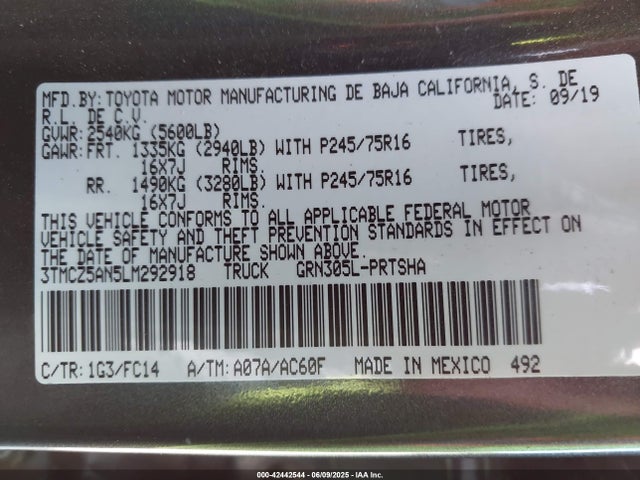 MFD.BY: TOYOTA MOTOR MANUFACTURING DE BAJA CALIFORNIA, S. DE
R.L. DE C.V. DATE: 09/19
GVWR: 2540KG (5600LB)
GAWR: FRT. 1335KG (2940LB) WITH P245/75R16 TIRES,
16X7J RIMS.
RR. 1490KG (3280LB) WITH P245/75R16 TIRES,
16X7J RIMS.
THIS VEHICLE CONFORMS TO ALL APPLICABLE FEDERAL MOTOR
VEHICLE SAFETY AND THEFT PREVENTION STANDARDS IN EFFECT ON
THE DATE OF MANUFACTURE SHOWN ABOVE.
3TMCZ5AN5LM292918 TRUCK GRN305L-PRTSHA
C/TR: 1G3/FC14 A/TM: A07A/AC60F MADE IN MEXICO 492
000-42442544 | 06/09/2025 | IAA Inc.